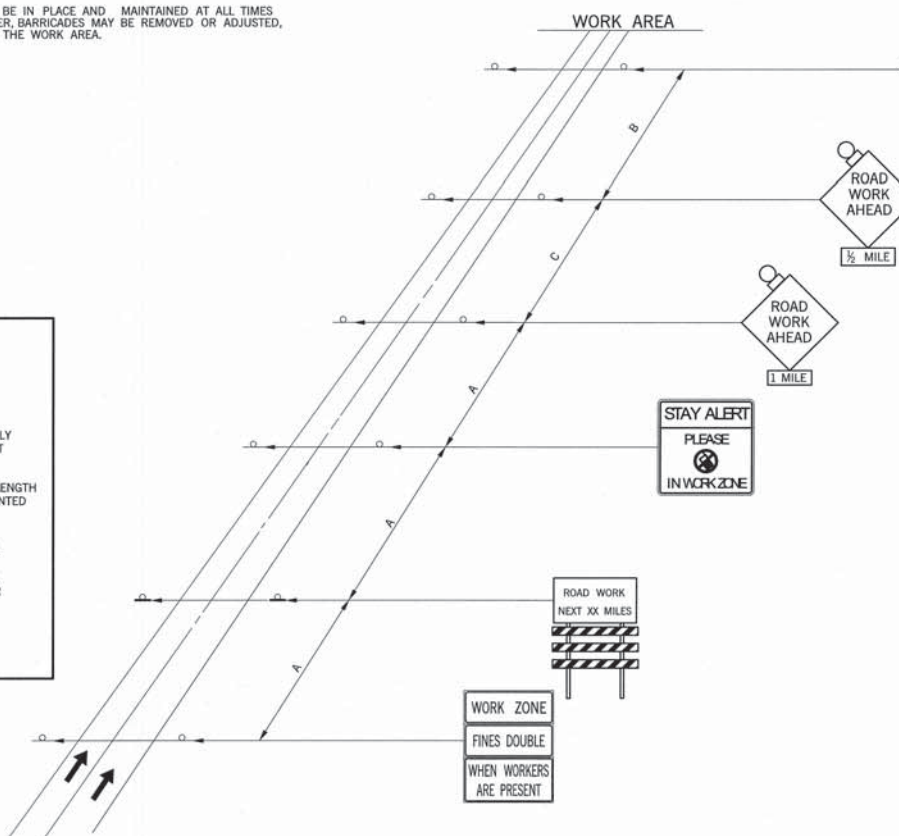 BE IN PLACE AND MAINTAINED AT ALL TIMES
BARRICADES MAY BE REMOVED OR ADJUSTED,
THE WORK AREA.
WORK AREA
B
ROAD
WORK
AHEAD
½ MILE
C
ROAD
WORK
AHEAD
1 MILE
A
STAY ALERT
PLEASE
IN WORK ZONE
A
ROAD WORK
NEXT XX MILES
A
WORK ZONE
FINES DOUBLE
WHEN WORKERS
ARE PRESENT